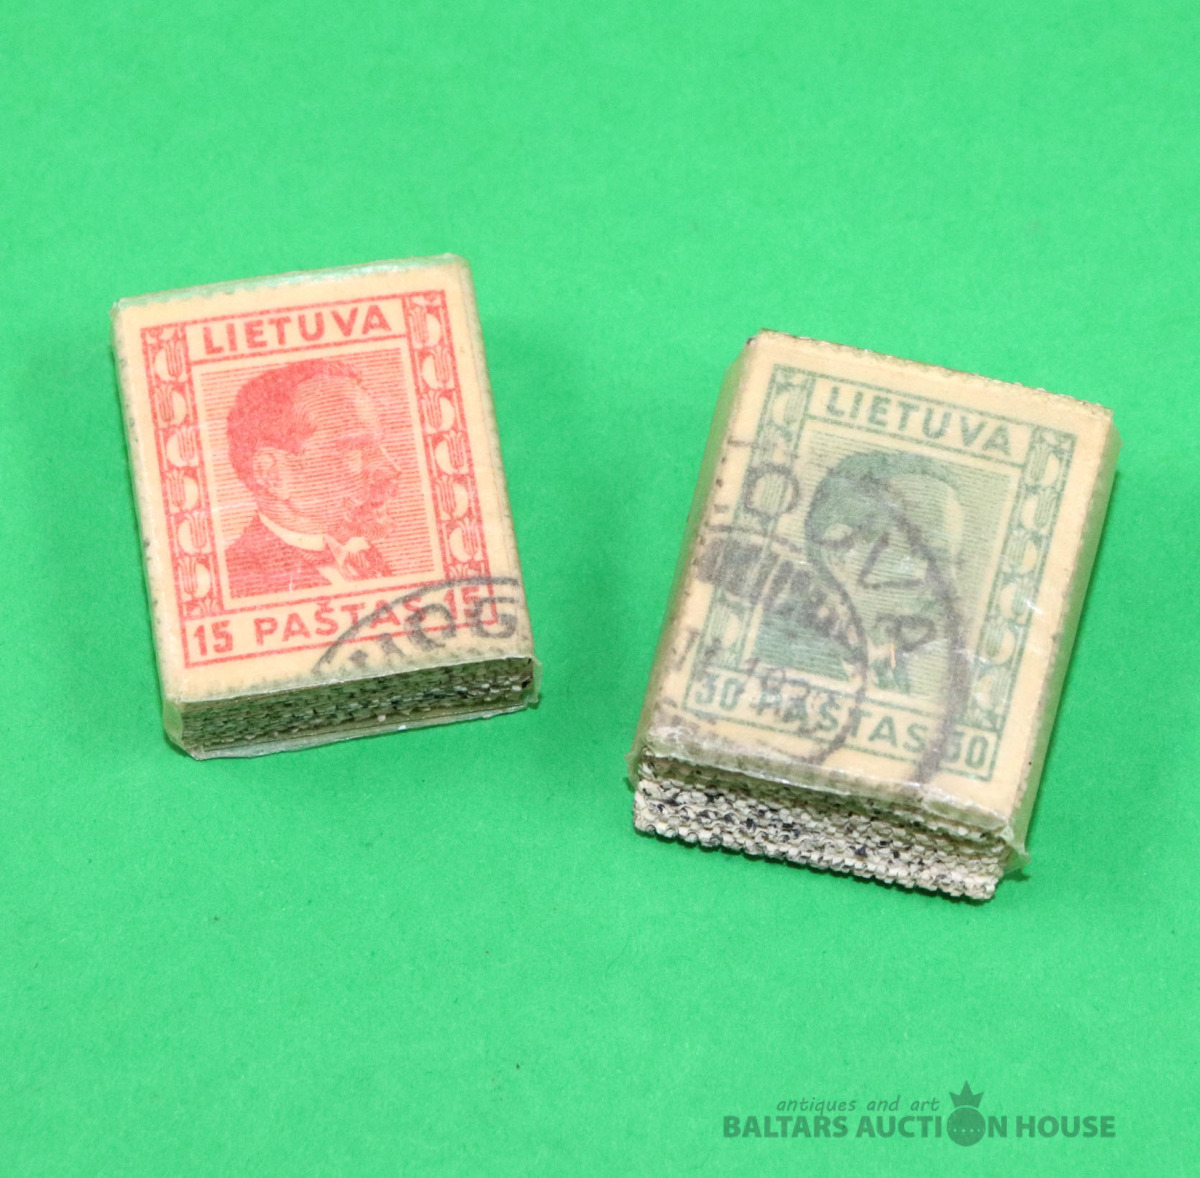 LIETUVA
15 PAŠTAS 15
LIETUVA
30 PAŠTAS 30
antiques and art
BALTARS AUCTION HOUSE